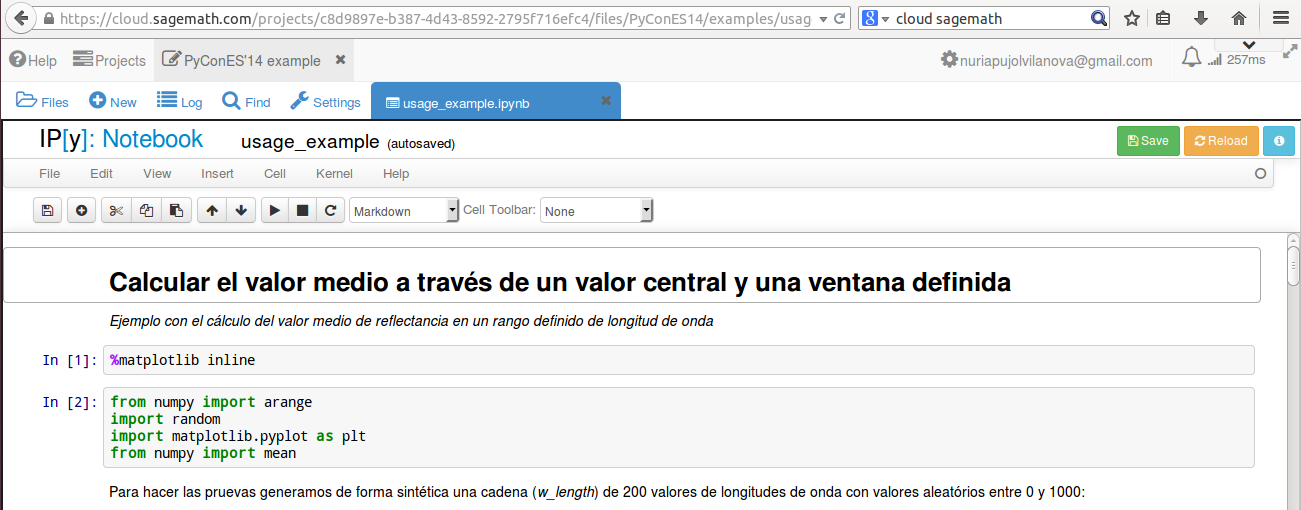 https://cloud.sagemath.com/projects/c8d9897e-b387-4d43-8592-2795f716efc4/files/PyConES14/examples/usag
cloud sagemath
Help Projects PyConES'14 example nuriapujolvilanova@gmail.com 257ms
Files New Log Find Settings usage_example.ipynb
IP[y]: Notebook usage_example (autosaved) Save Reload
File Edit View Insert Cell Kernel Help
Markdown Cell Toolbar: None
Calcular el valor medio a través de un valor central y una ventana definida
Ejemplo con el cálculo del valor medio de reflectancia en un rango definido de longitud de onda
In [1]: %matplotlib inline
In [2]: from numpy import arange
import random
import matplotlib.pyplot as plt
from numpy import mean
Para hacer las pruevas generamos de forma sintética una cadena (w_length) de 200 valores de longitudes de onda con valores aleatórios entre 0 y 1000: